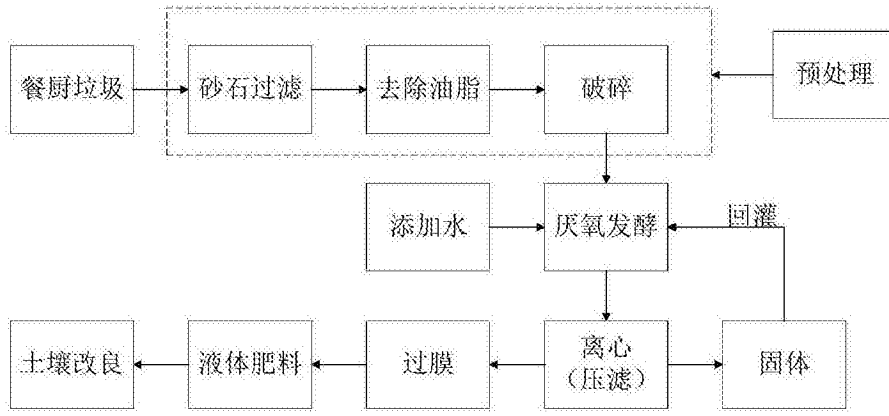 餐厨垃圾
砂石过滤
去除油脂
破碎
预处理
添加水
厌氧发酵
回灌
土壤改良
液体肥料
过膜
离心
（压滤）
固体